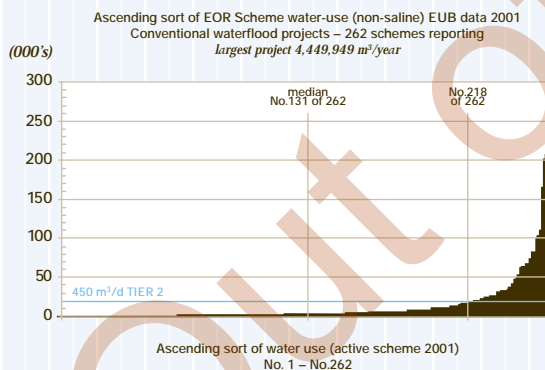 Ascending sort of EOR Scheme water-use (non-saline) EUB data 2001
Conventional waterflood projects – 262 schemes reporting
(000's)
largest project 4,449,949 m³/year
300
median
No.131 of 262
No.218
of 262
250
200
150
100
50
450 m³/d TIER 2
0
Ascending sort of water use (active scheme 2001)
No. 1 – No.262
out o